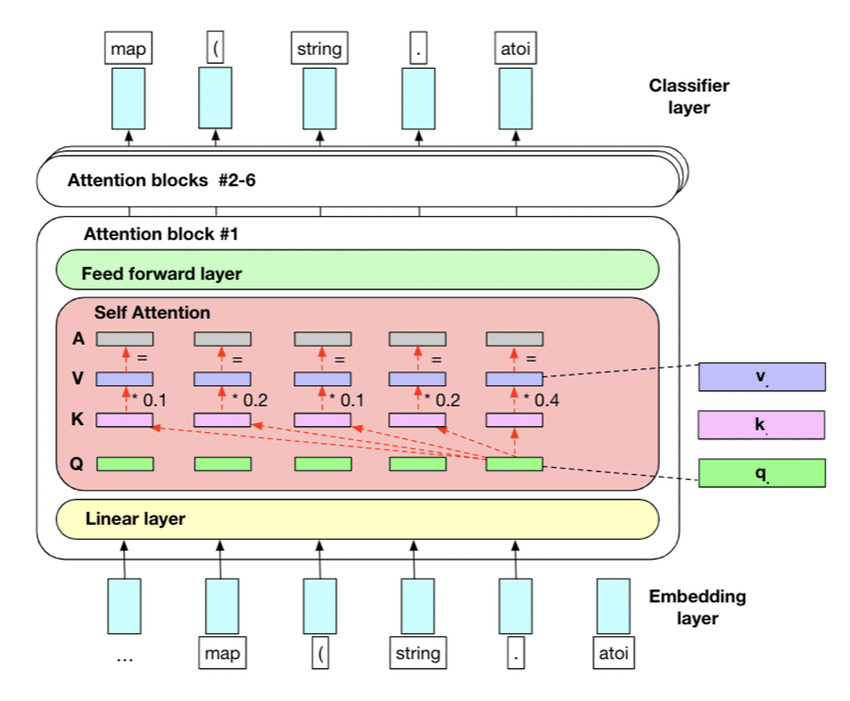 map ( string . atoi
Classifier
layer
Attention blocks #2-6
Attention block #1
Feed forward layer
Self Attention
A
= = = = =
V
* 0.1 * 0.2 * 0.1 * 0.2 * 0.4
K
Q
v.
k.
q.
Linear layer
Embedding
layer
... map ( string . atoi